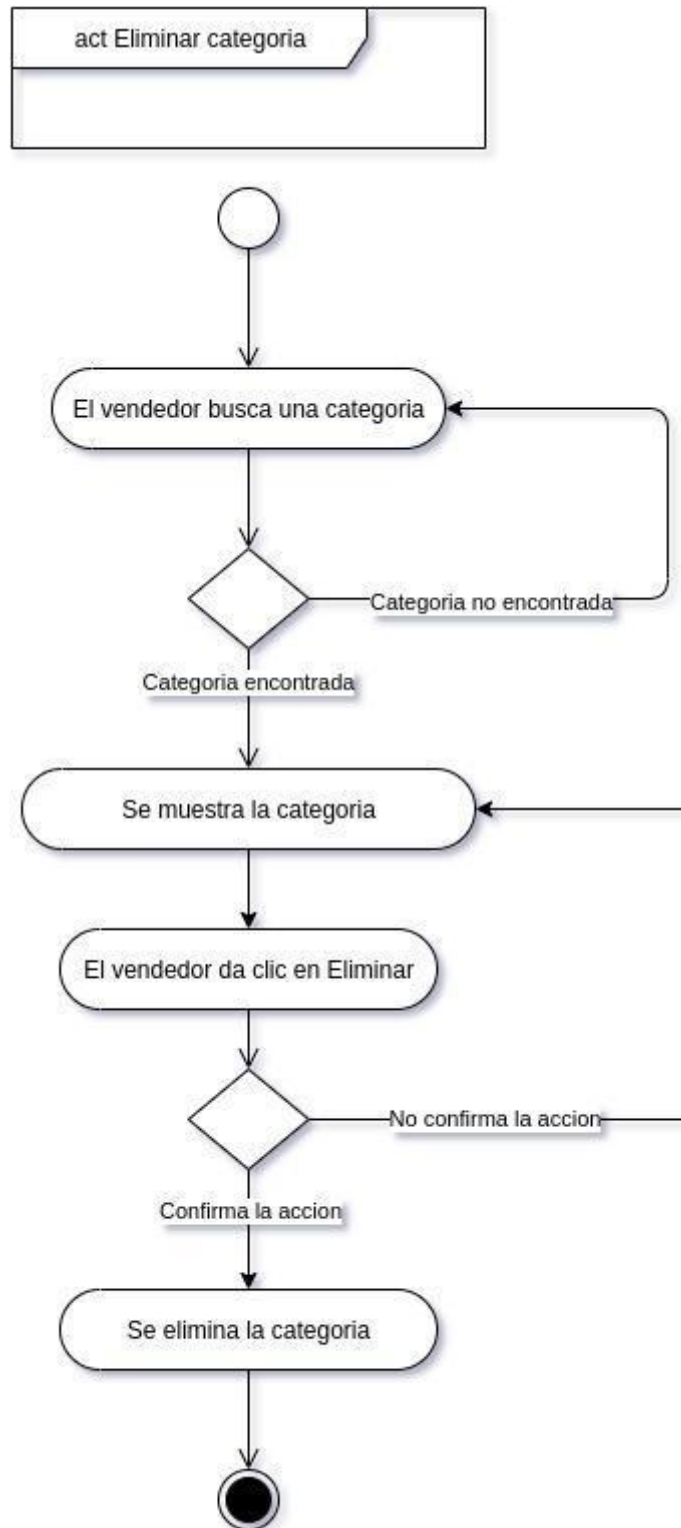 act Eliminar categoria
El vendedor busca una categoria
Categoria no encontrada
Categoria encontrada
Se muestra la categoria
El vendedor da clic en Eliminar
No confirma la accion
Confirma la accion
Se elimina la categoria